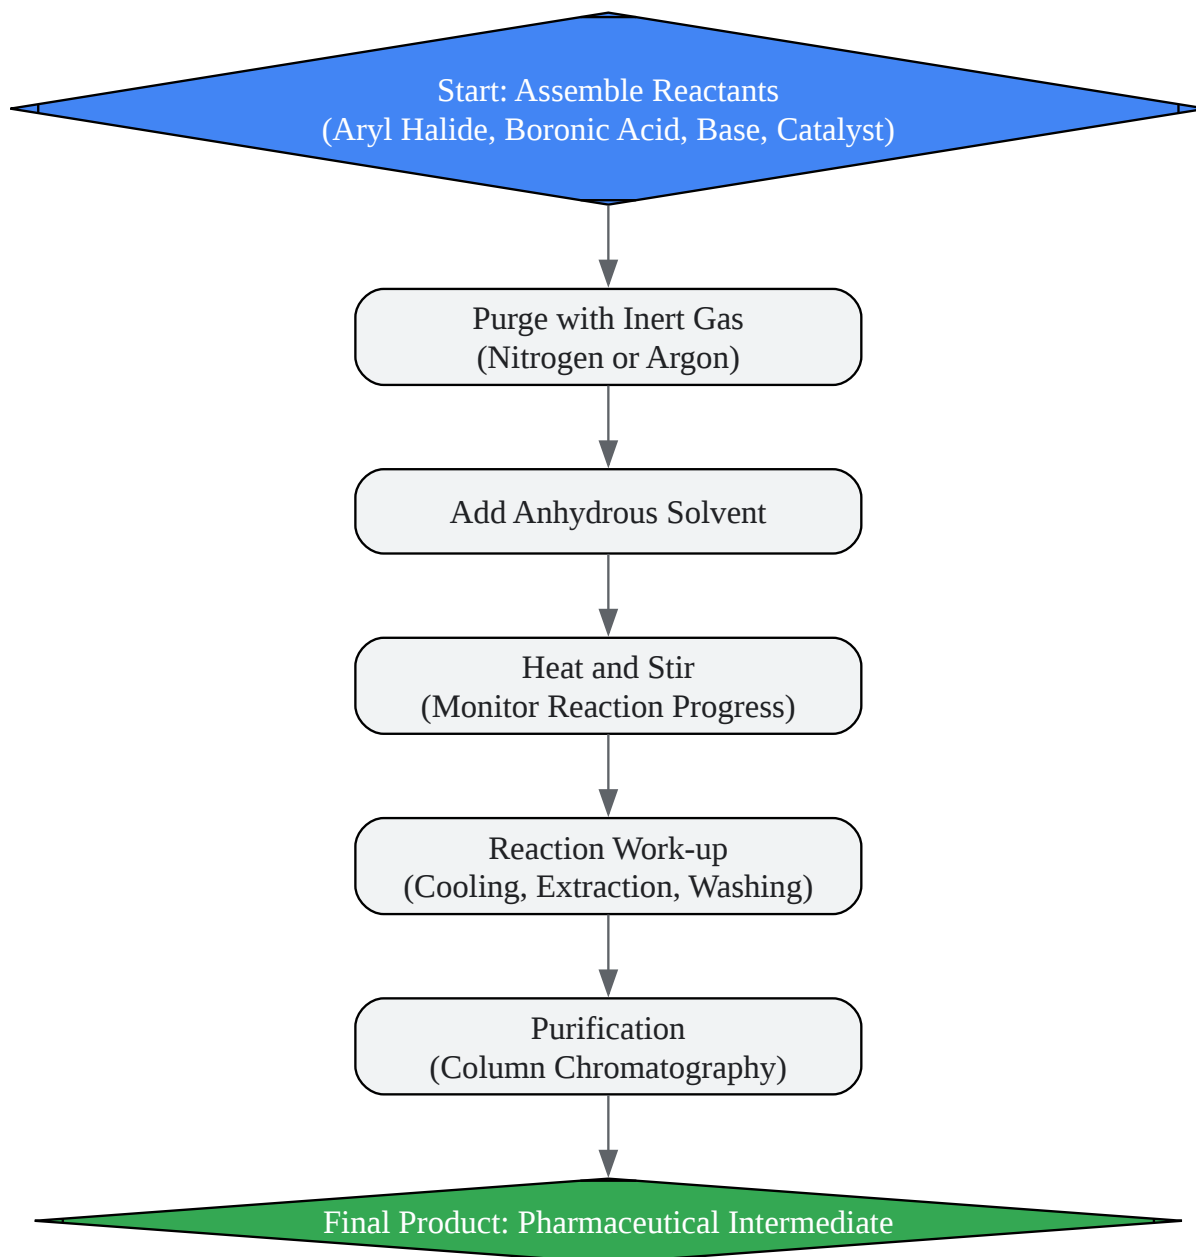 Start: Assemble Reactants
(Aryl Halide, Boronic Acid, Base, Catalyst)
Purge with Inert Gas
(Nitrogen or Argon)
Add Anhydrous Solvent
Heat and Stir
(Monitor Reaction Progress)
Reaction Work-up
(Cooling, Extraction, Washing)
Purification
(Column Chromatography)
Final Product: Pharmaceutical Intermediate